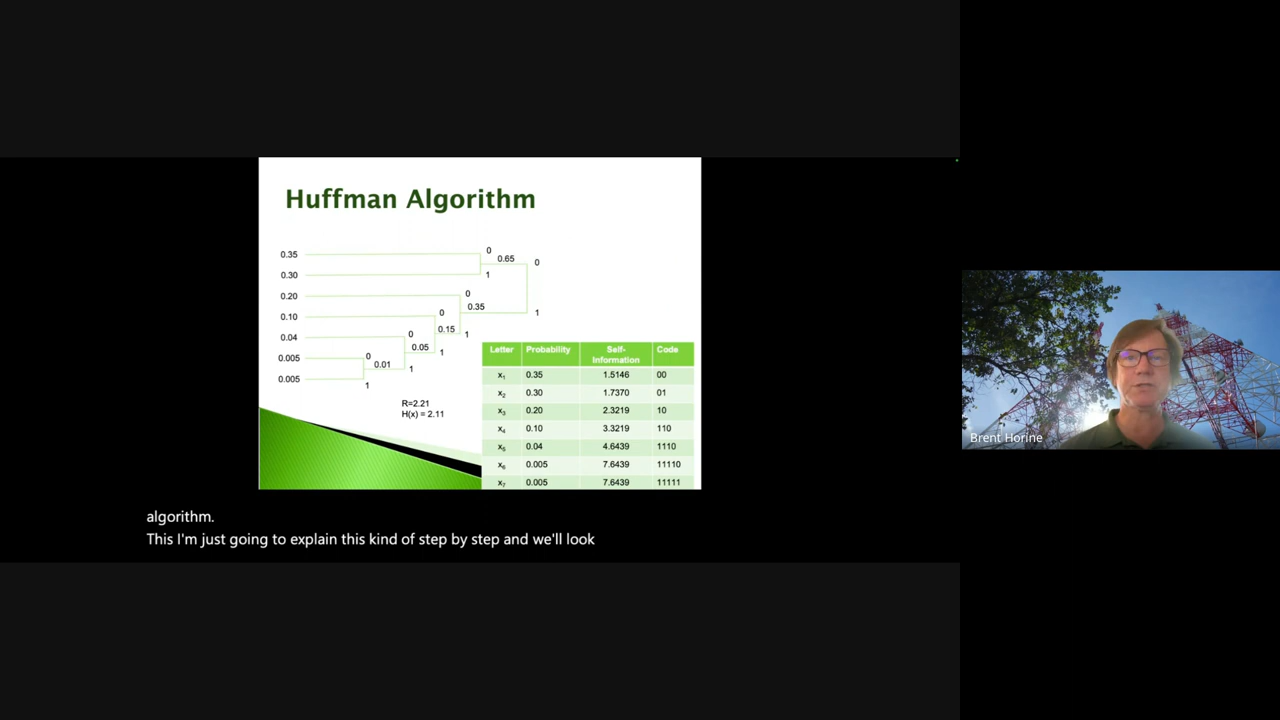 Huffman Algorithm
0.35
0.30
0.20
0.10
0.04
0.005
0.005
0
1
0.65
0
1
0
1
0.35
0
1
0.15
0
1
0.05
0
1
0.01
R=2.21
H(x) = 2.11
Letter Probability Self-Information Code
x₁ 0.35 1.5146 00
x₂ 0.30 1.7370 01
x₃ 0.20 2.3219 10
x₄ 0.10 3.3219 110
x₅ 0.04 4.6439 1110
x₆ 0.005 7.6439 11110
x₇ 0.005 7.6439 11111
Brent Horine
algorithm.
This I'm just going to explain this kind of step by step and we'll look